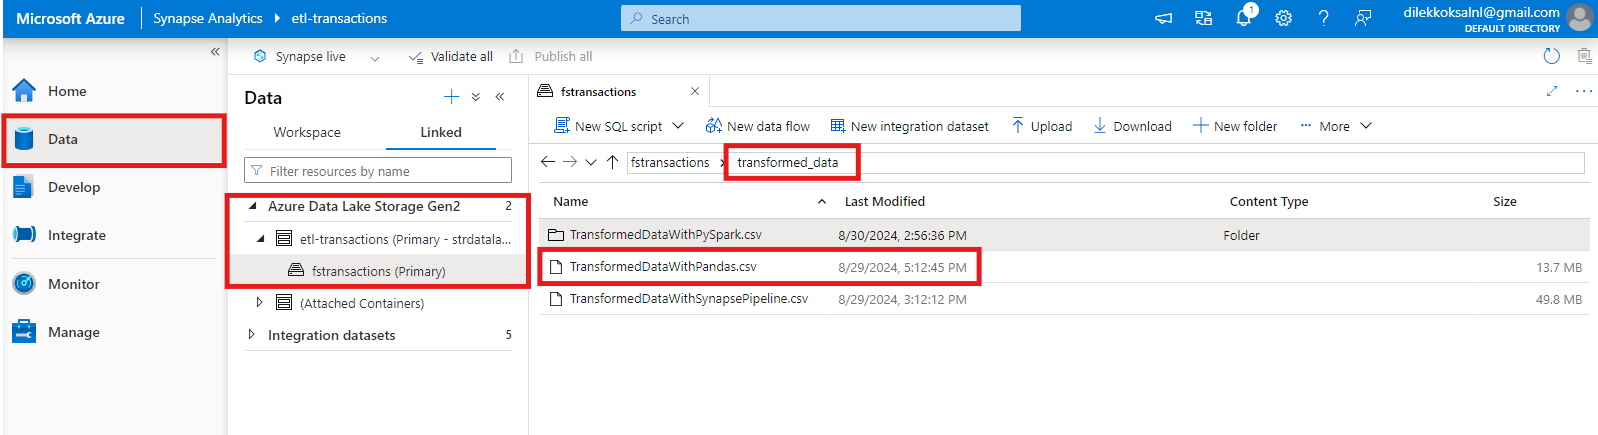 Microsoft Azure Synapse Analytics etl-transactions Search 1 dilekkoksalnl@gmail.com
DEFAULT DIRECTORY
Synapse live Validate all Publish all
Home
Data
Develop
Integrate
Monitor
Manage
Data
Workspace Linked
Filter resources by name
Azure Data Lake Storage Gen2 2
etl-transactions (Primary - strdatala...
fstransactions (Primary)
(Attached Containers)
Integration datasets 5
fstransactions
New SQL script New data flow New integration dataset Upload Download New folder More
fstransactions transformed_data
Name Last Modified Content Type Size
TransformedDataWithPySpark.csv 8/30/2024, 2:56:36 PM Folder
TransformedDataWithPandas.csv 8/29/2024, 5:12:45 PM 13.7 MB
TransformedDataWithSynapsePipeline.csv 8/29/2024, 3:12:12 PM 49.8 MB